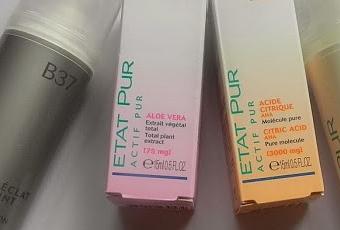 B37
ÉCLAT
ETAT PUR
ACTIF PUR
ALOE VERA
Extrait végétal
total
Total plant
extract
[75 mg]
e 15ml/0.5 FL.OZ
ETAT PUR
ACTIF PUR
ACIDE
CITRIQUE
AHA
Molécule pure
CITRIC ACID
AHA
Pure molecule
[3000 mg]
e 15ml/0.5 FL.OZ